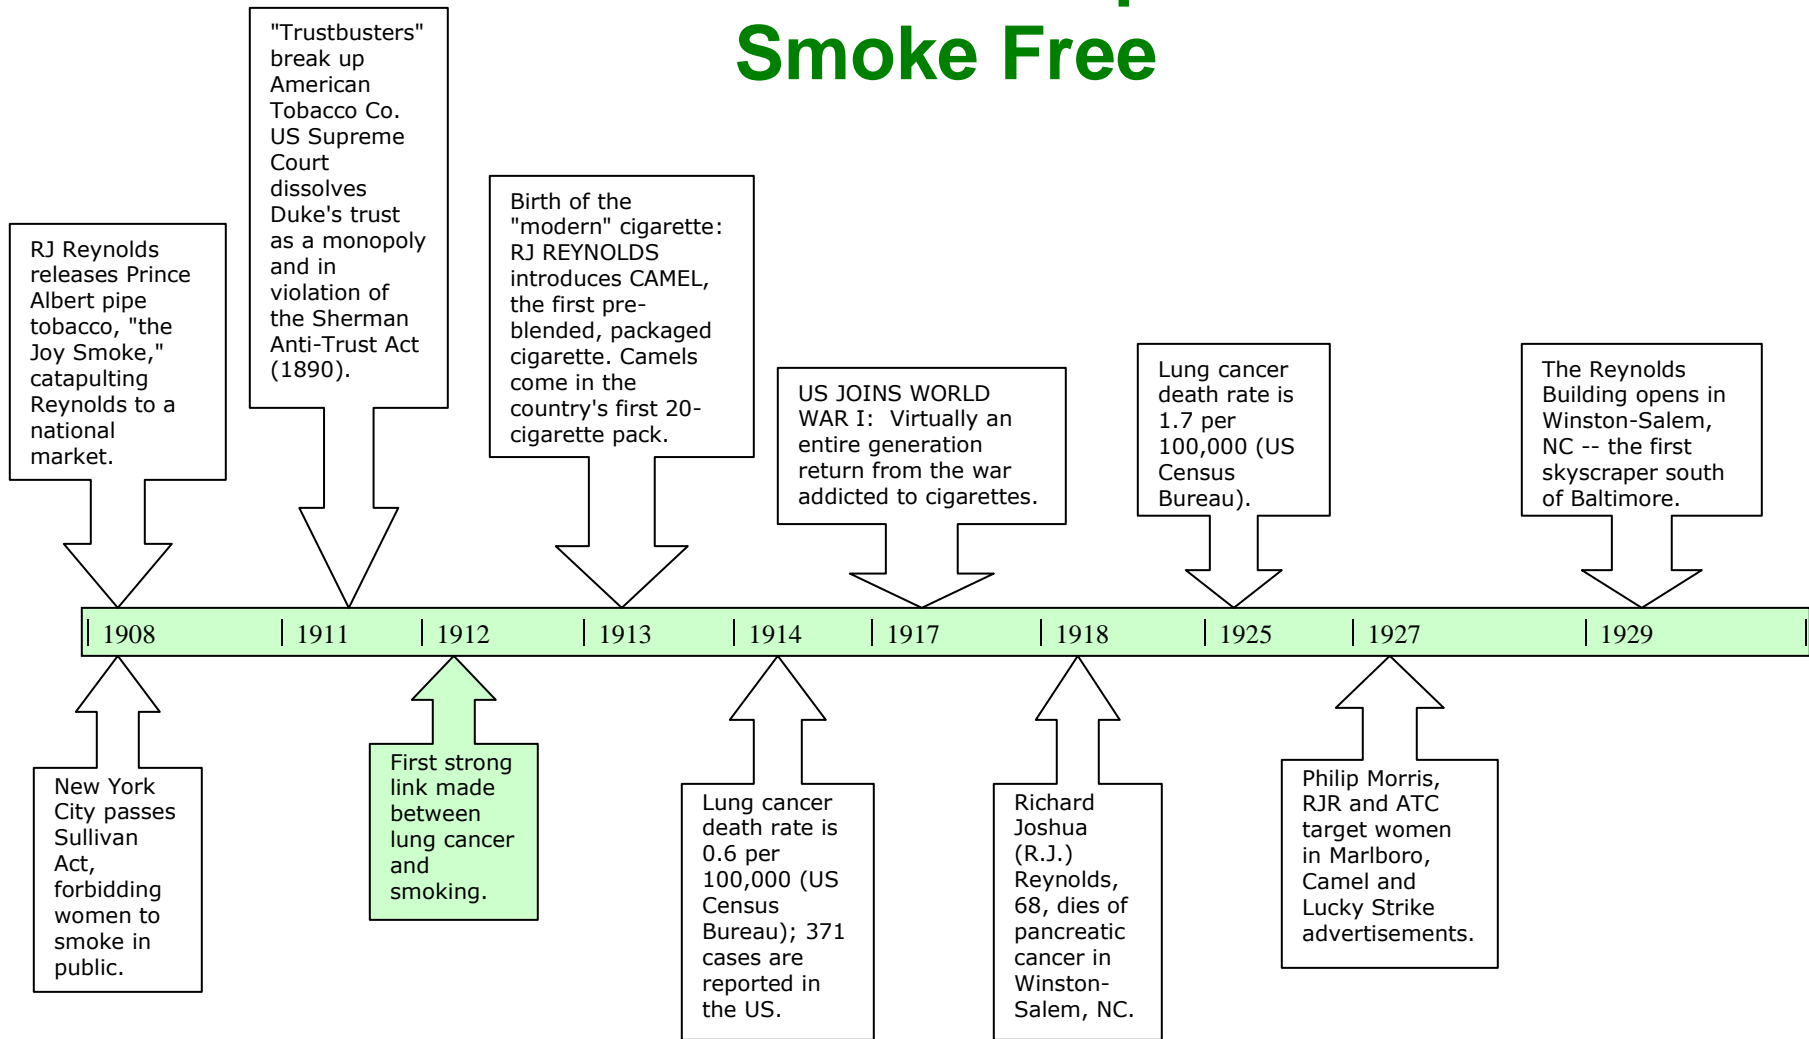 Smoke Free
"Trustbusters"
break up
American
Tobacco Co.
US Supreme
Court
dissolves
Duke's trust
as a monopoly
and in
violation of
the Sherman
Anti-Trust Act
(1890).
Birth of the
"modern" cigarette:
RJ REYNOLDS
introduces CAMEL,
the first pre-
blended, packaged
cigarette. Camels
come in the
country's first 20-
cigarette pack.
RJ Reynolds
releases Prince
Albert pipe
tobacco, "the
Joy Smoke,"
catapulting
Reynolds to a
national
market.
US JOINS WORLD
WAR I:  Virtually an
entire generation
return from the war
addicted to cigarettes.
Lung cancer
death rate is
1.7 per
100,000 (US
Census
Bureau).
The Reynolds
Building opens in
Winston-Salem,
NC -- the first
skyscraper south
of Baltimore.
1908 1911 1912 1913 1914 1917 1918 1925 1927 1929
New York
City passes
Sullivan
Act,
forbidding
women to
smoke in
public.
First strong
link made
between
lung cancer
and
smoking.
Lung cancer
death rate is
0.6 per
100,000 (US
Census
Bureau); 371
cases are
reported in
the US.
Richard
Joshua
(R.J.)
Reynolds,
68, dies of
pancreatic
cancer in
Winston-
Salem, NC.
Philip Morris,
RJR and ATC
target women
in Marlboro,
Camel and
Lucky Strike
advertisements.